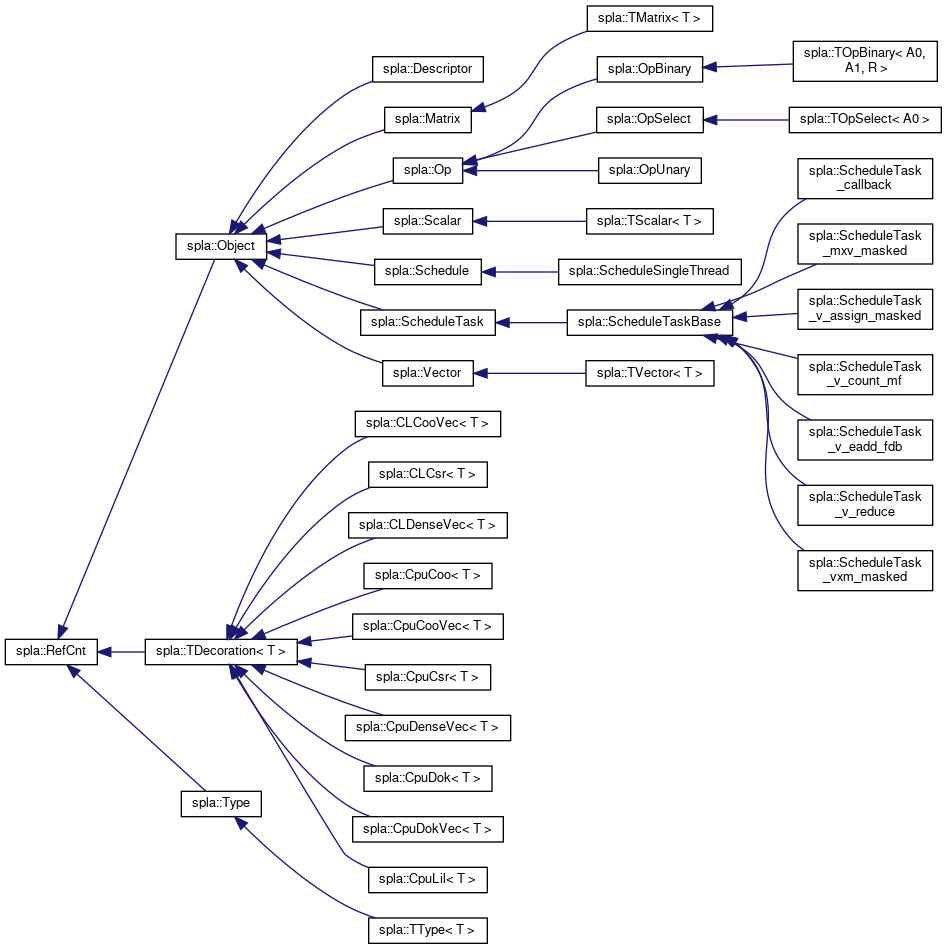 spla::TMatrix< T >
spla::TOpBinary< A0,
A1, R >
spla::Descriptor
spla::OpBinary
spla::Matrix
spla::OpSelect
spla::TOpSelect< A0 >
spla::Op
spla::OpUnary
spla::ScheduleTask
_callback
spla::Scalar
spla::TScalar< T >
spla::Object
spla::ScheduleTask
_mxv_masked
spla::Schedule
spla::ScheduleSingleThread
spla::ScheduleTask
spla::ScheduleTaskBase
spla::ScheduleTask
_v_assign_masked
spla::Vector
spla::TVector< T >
spla::ScheduleTask
_v_count_mf
spla::CLCooVec< T >
spla::ScheduleTask
_v_eadd_fdb
spla::CLCsr< T >
spla::ScheduleTask
_v_reduce
spla::CLDenseVec< T >
spla::ScheduleTask
_vxm_masked
spla::CpuCoo< T >
spla::CpuCooVec< T >
spla::RefCnt
spla::TDecoration< T >
spla::CpuCsr< T >
spla::CpuDenseVec< T >
spla::CpuDok< T >
spla::Type
spla::CpuDokVec< T >
spla::CpuLil< T >
spla::TType< T >